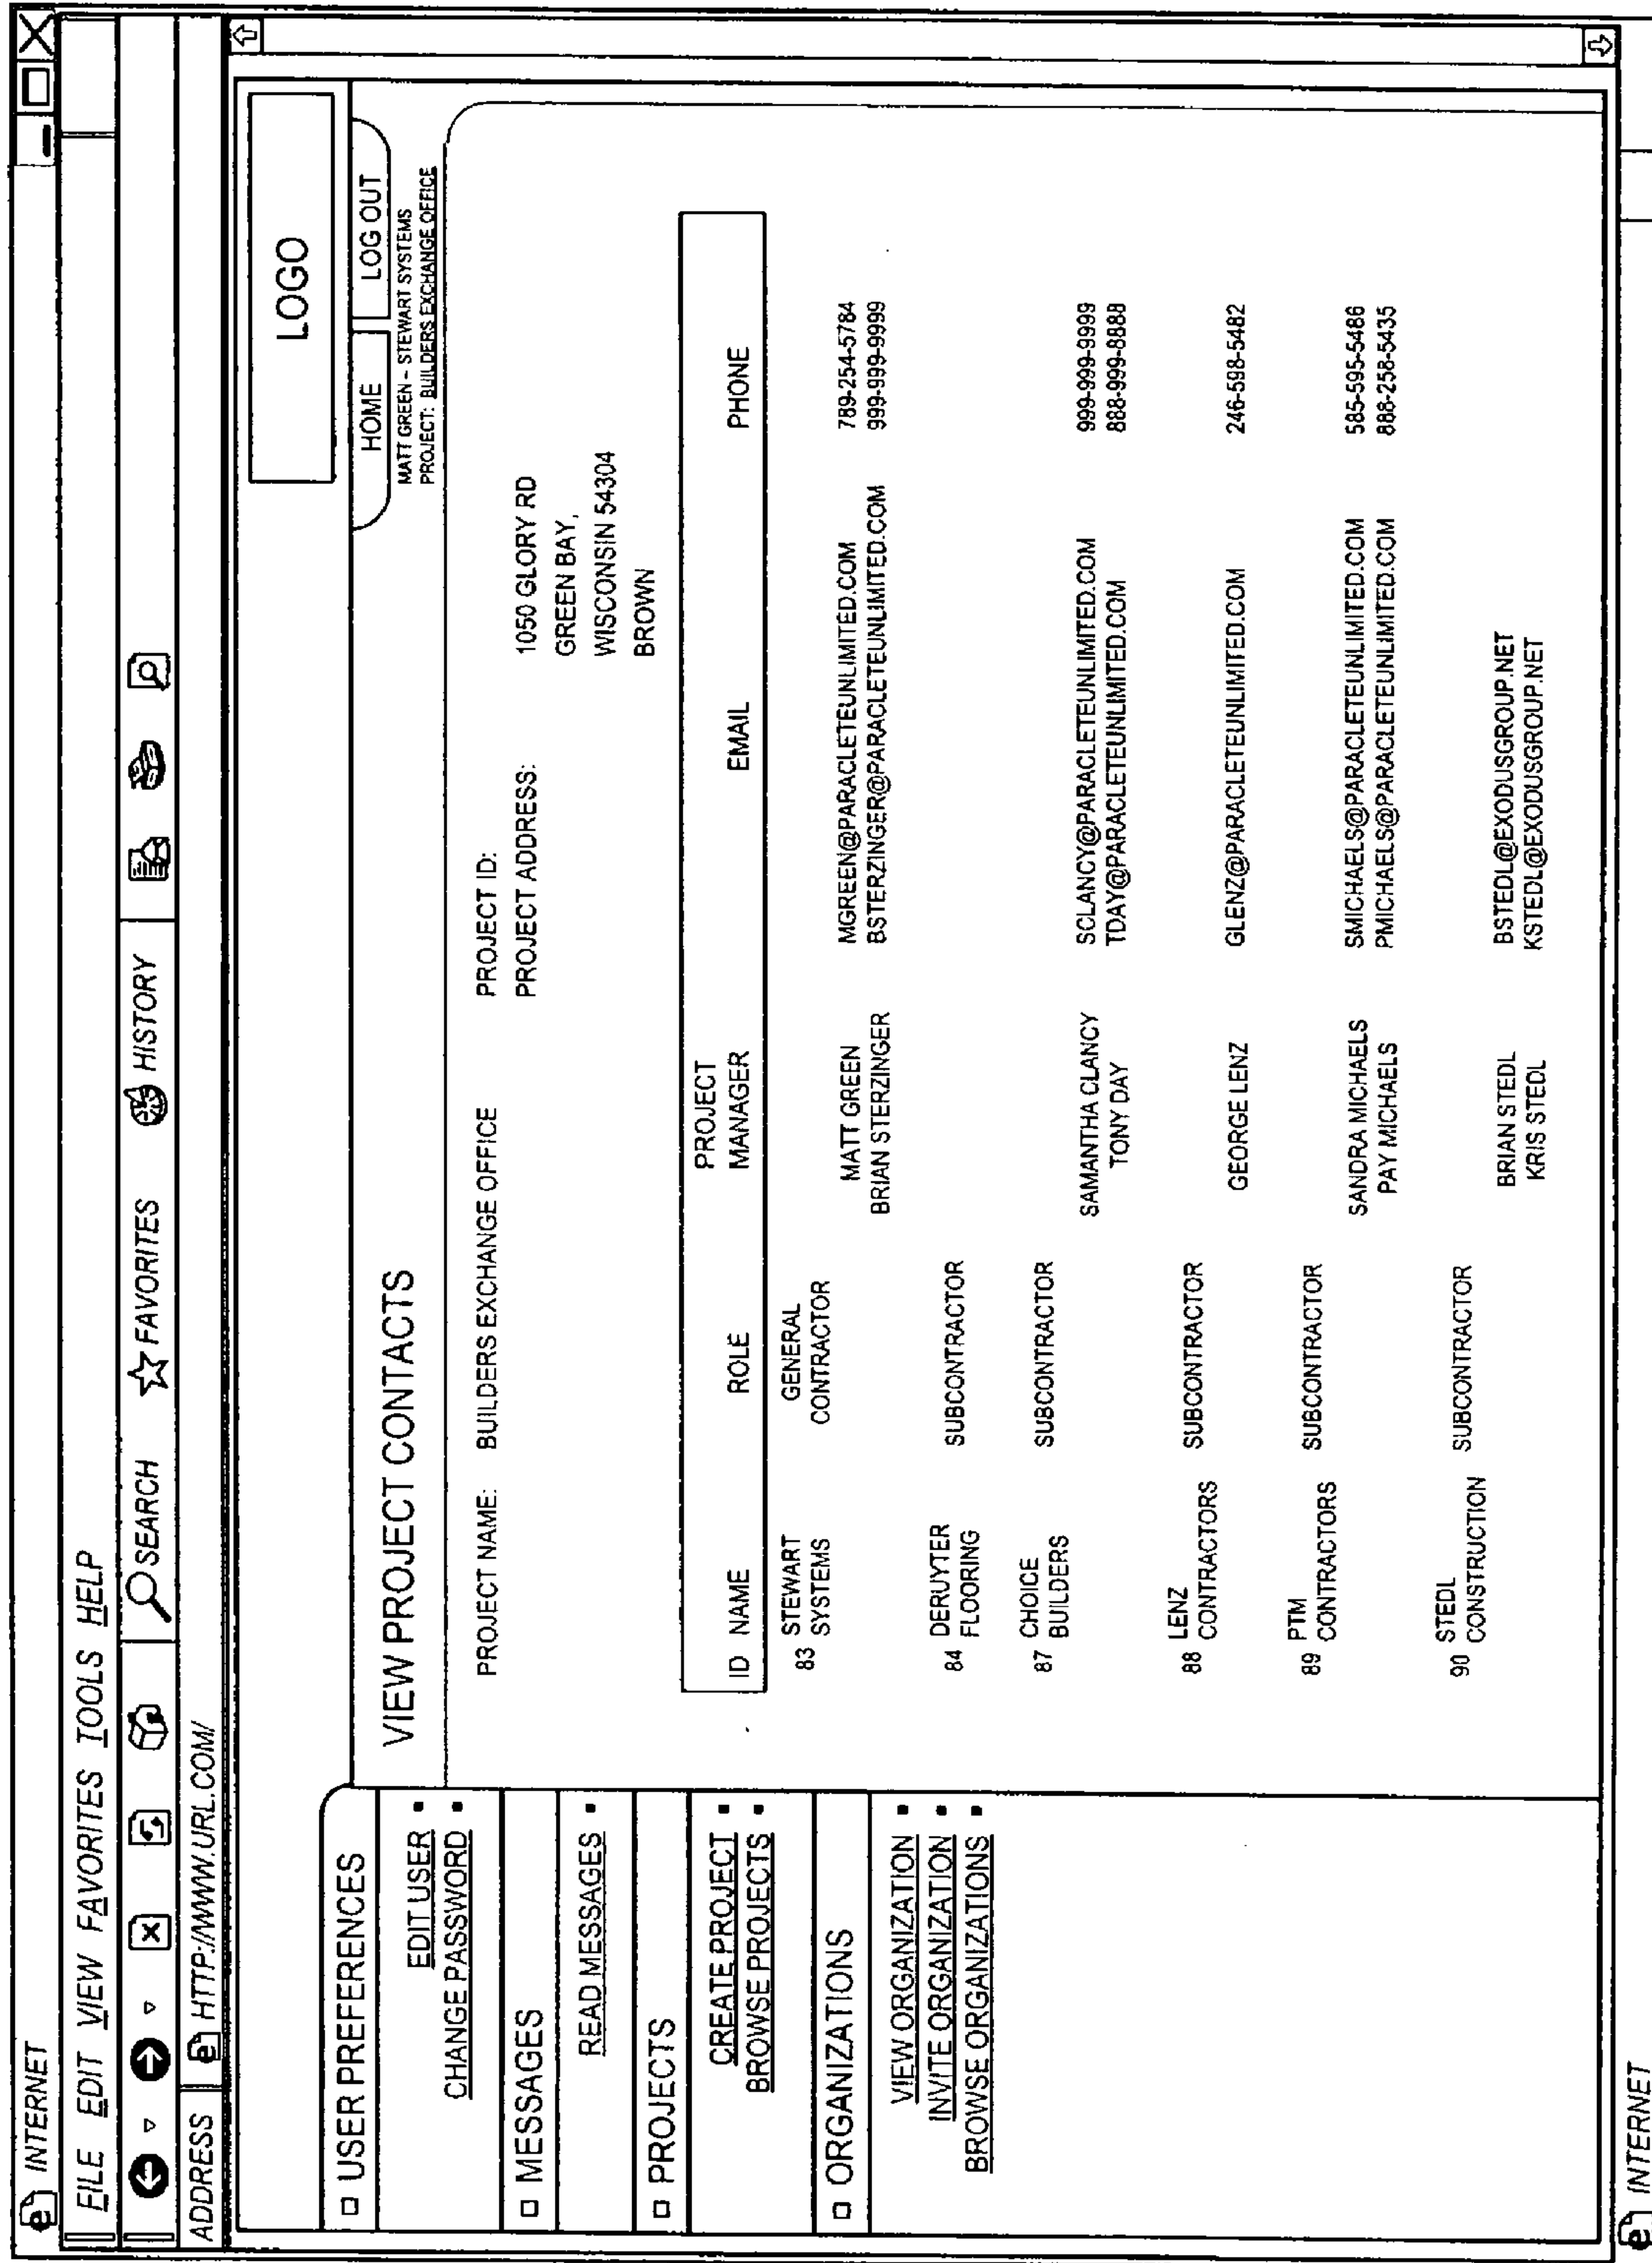 INTERNET
FILE EDIT VIEW FAVORITES TOOLS HELP
SEARCH FAVORITES HISTORY
ADDRESS HTTP://WWW.URL.COM/
LOGO
HOME LOG OUT
MATT GREEN – STEWART SYSTEMS
PROJECT: BUILDERS EXCHANGE OFFICE
USER PREFERENCES
EDIT USER
CHANGE PASSWORD
MESSAGES
READ MESSAGES
PROJECTS
CREATE PROJECT
BROWSE PROJECTS
ORGANIZATIONS
VIEW ORGANIZATION
INVITE ORGANIZATION
BROWSE ORGANIZATIONS
VIEW PROJECT CONTACTS
PROJECT NAME: BUILDERS EXCHANGE OFFICE PROJECT ID:
PROJECT ADDRESS: 1050 GLORY RD
GREEN BAY,
WISCONSIN 54304
BROWN
PROJECT
ID NAME ROLE MANAGER EMAIL PHONE
83 STEWART GENERAL
SYSTEMS CONTRACTOR
MATT GREEN MGREEN@PARACLETEUNLIMITED.COM 789-254-5784
BRIAN STERZINGER BSTERZINGER@PARACLETEUNLIMITED.COM 999-999-9999
84 DERUYTER SUBCONTRACTOR
FLOORING
87 CHOICE SUBCONTRACTOR
BUILDERS
SAMANTHA CLANCY SCLANCY@PARACLETEUNLIMITED.COM 999-999-9999
TONY DAY TDAY@PARACLETEUNLIMITED.COM 888-999-8888
88 LENZ SUBCONTRACTOR
CONTRACTORS
GEORGE LENZ GLENZ@PARACLETEUNLIMITED.COM 246-598-5482
89 PTM SUBCONTRACTOR
CONTRACTORS
SANDRA MICHAELS SMICHAELS@PARACLETEUNLIMITED.COM 585-595-5486
PAY MICHAELS PMICHAELS@PARACLETEUNLIMITED.COM 888-258-5435
90 STEDL SUBCONTRACTOR
CONSTRUCTION
BRIAN STEDL BSTEDL@EXODUSGROUP.NET
KRIS STEDL KSTEDL@EXODUSGROUP.NET
INTERNET